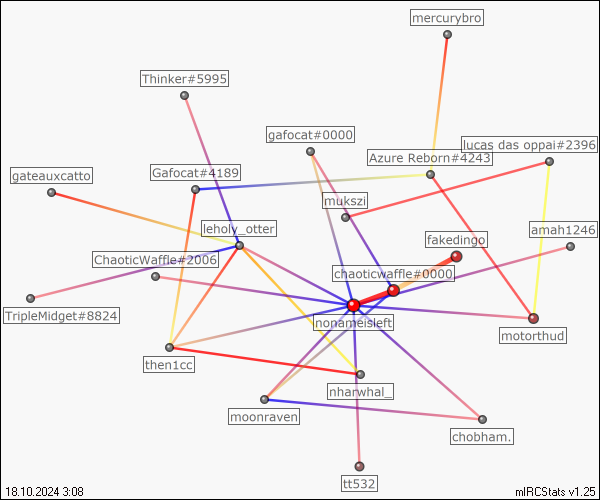 mercurybro
Thinker#5995
gafocat#0000
lucas das oppai#2396
Azure Reborn#4243
gateauxcatto
Gafocat#4189
mukszi
leholy_otter
amah1246
fakedingo
ChaoticWaffle#2006
chaoticwaffle#0000
TripleMidget#8824
nonameisleft
motorthud
then1cc
nharwhal_
moonraven
chobham.
tt532
18.10.2024 3:08
mIRCStats v1.25